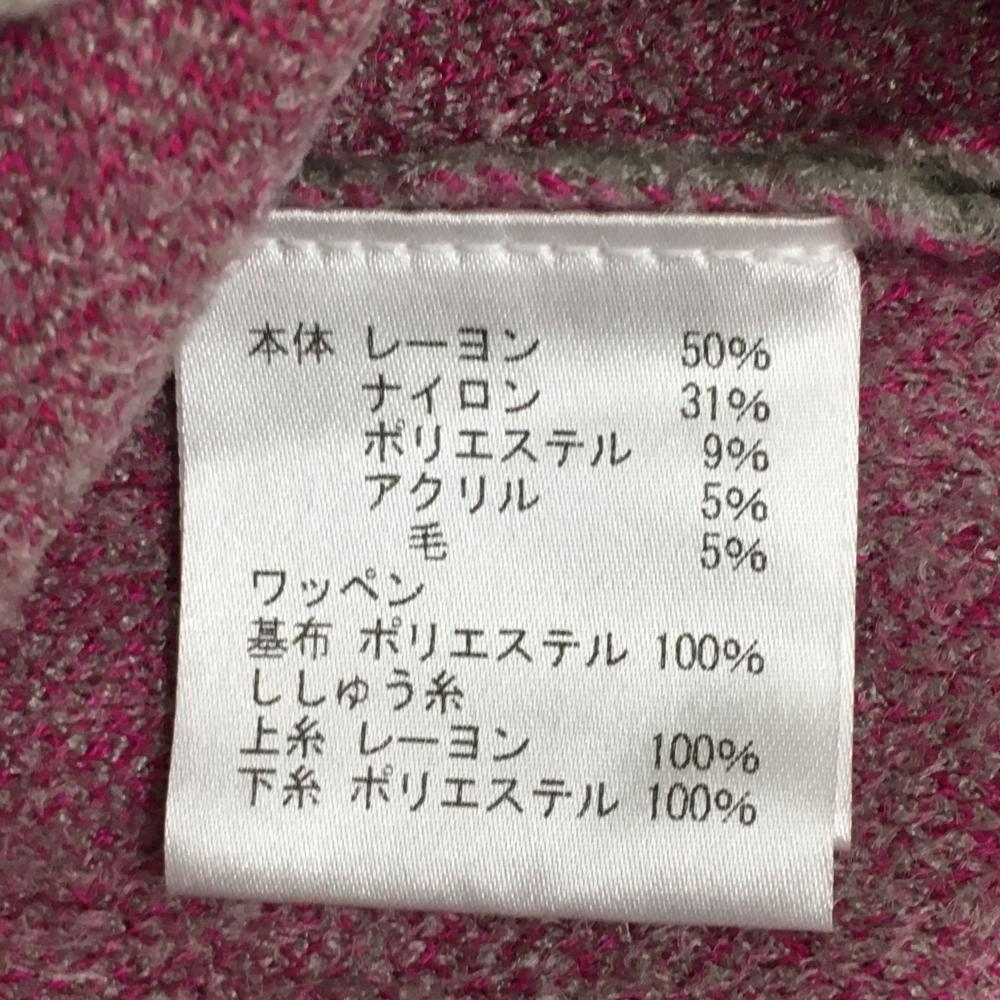 本体 レーヨン 50%
ナイロン 31%
ポリエステル 9%
アクリル 5%
毛 5%
ワッペン
基布 ポリエステル 100%
ししゅう糸
上糸 レーヨン 100%
下糸 ポリエステル 100%